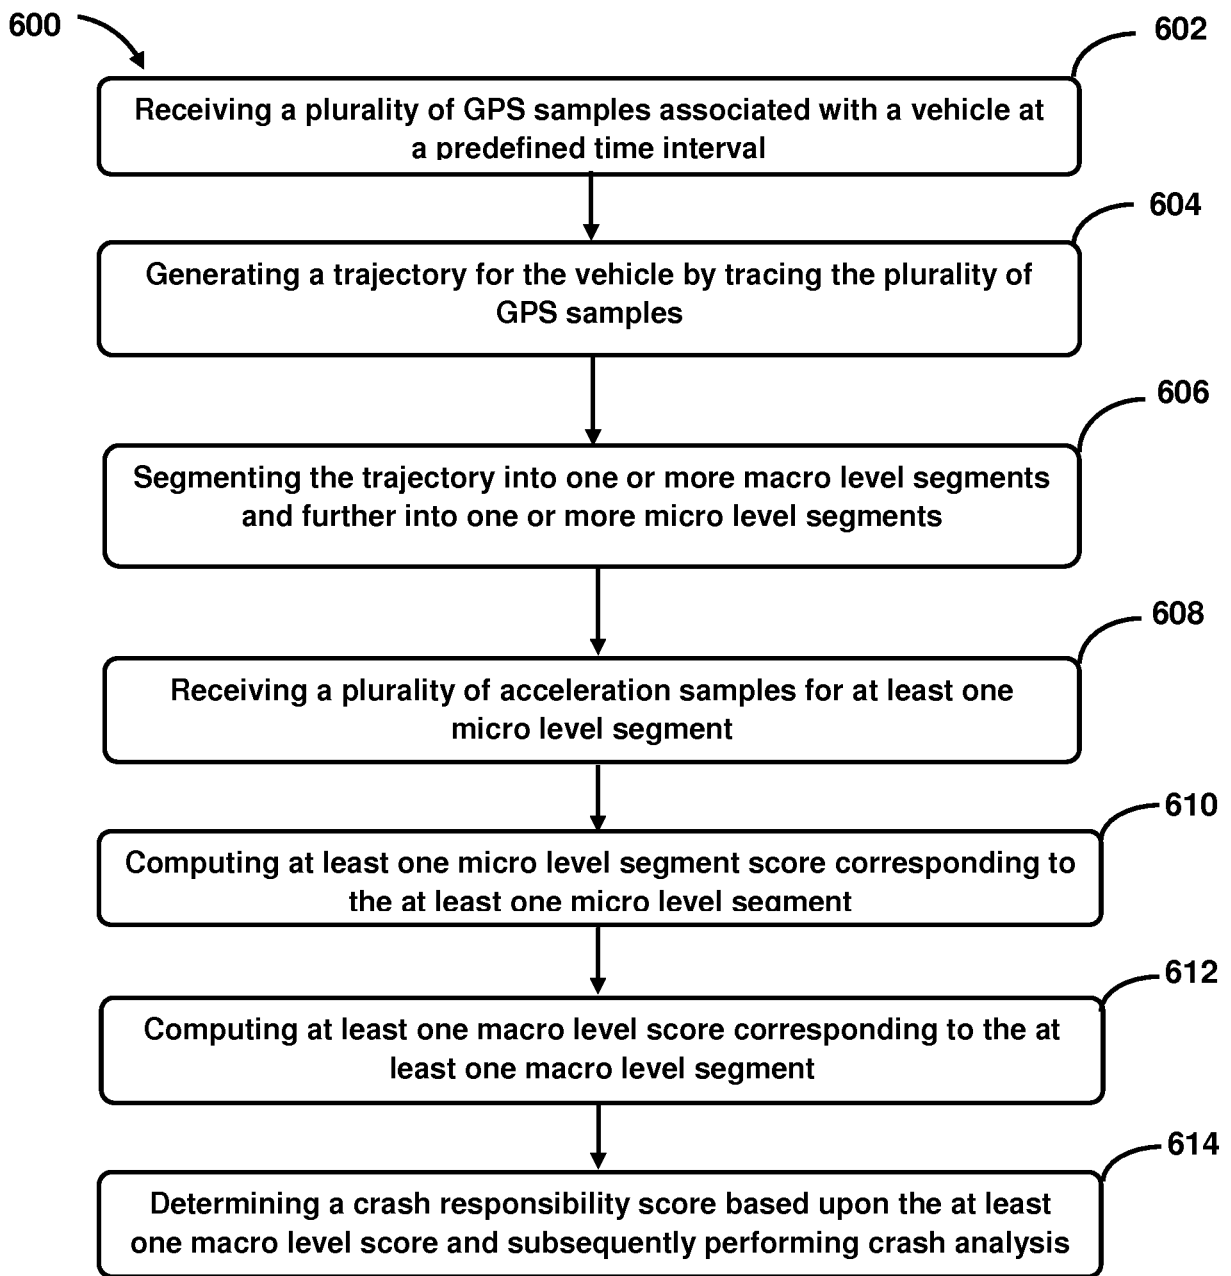 600
602
Receiving a plurality of GPS samples associated with a vehicle at
a predefined time interval
604
Generating a trajectory for the vehicle by tracing the plurality of
GPS samples
606
Segmenting the trajectory into one or more macro level segments
and further into one or more micro level segments
608
Receiving a plurality of acceleration samples for at least one
micro level segment
610
Computing at least one micro level segment score corresponding to
the at least one micro level segment
612
Computing at least one macro level score corresponding to the at
least one macro level segment
614
Determining a crash responsibility score based upon the at least
one macro level score and subsequently performing crash analysis